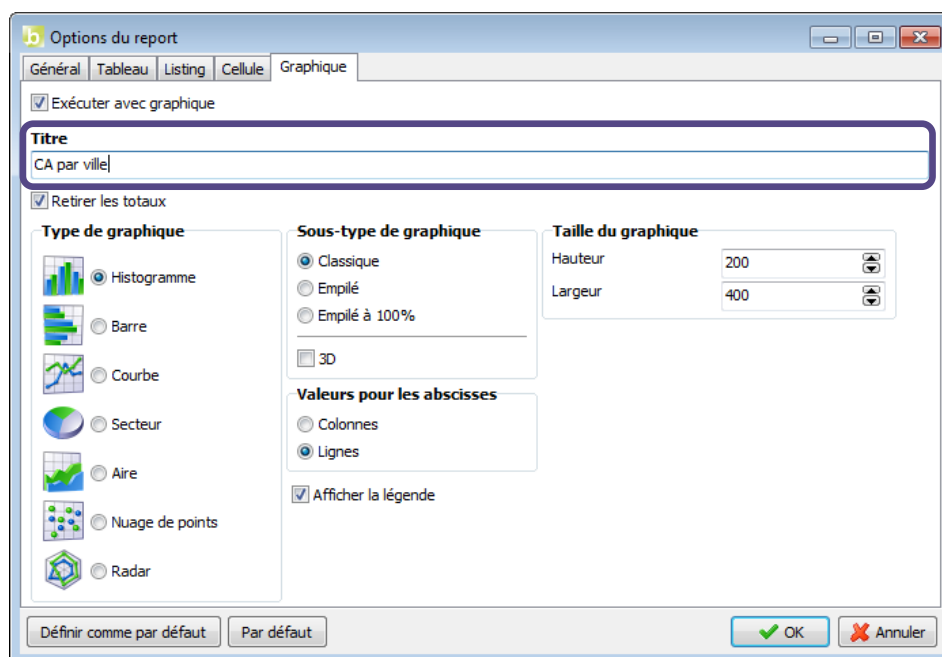 Options du report
Général Tableau Listing Cellule Graphique
Exécuter avec graphique
Titre
CA par ville
Retirer les totaux
Type de graphique
Histogramme
Barre
Courbe
Secteur
Aire
Nuage de points
Radar
Sous-type de graphique
Classique
Empilé
Empilé à 100%
3D
Valeurs pour les abscisses
Colonnes
Lignes
Afficher la légende
Taille du graphique
Hauteur 200
Largeur 400
Définir comme par défaut Par défaut OK Annuler